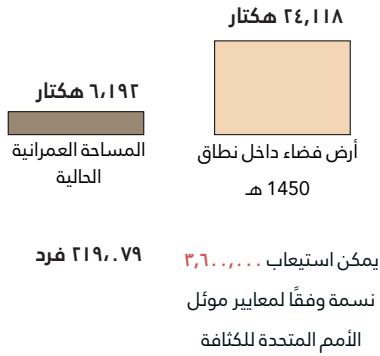 ٢٤,١١٨ هكتار
أرض فضاء داخل نطاق
1450 هـ
٦,١٩٢ هكتار
المساحة العمرانية
الحالية
يمكن استيعاب ٣,٦٠٠,٠٠٠
نسمة وفقًا لمعايير موئل
الأمم المتحدة للكثافة
٢١٩,٠٧٩ فرد